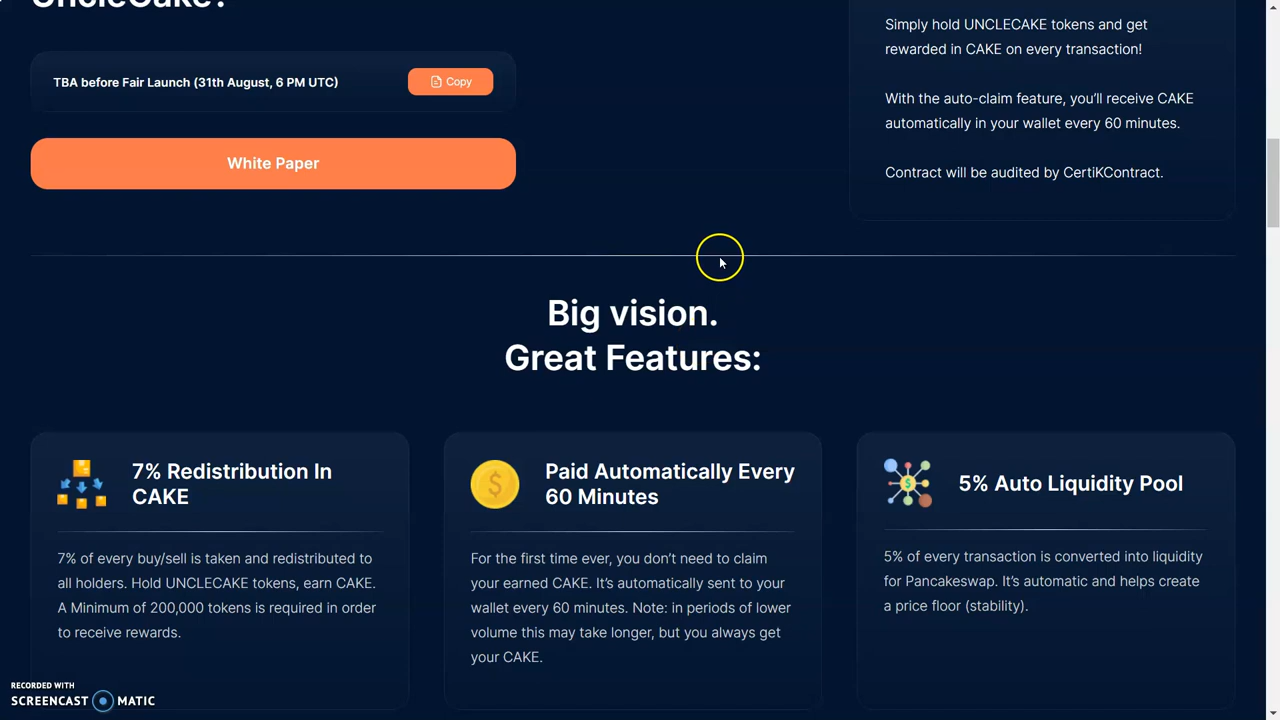 UncleCake?
TBA before Fair Launch (31th August, 6 PM UTC)
Copy
White Paper
Simply hold UNCLECAKE tokens and get
rewarded in CAKE on every transaction!
With the auto-claim feature, you’ll receive CAKE
automatically in your wallet every 60 minutes.
Contract will be audited by CertiKContract.
Big vision.
Great Features:
7% Redistribution In
CAKE
7% of every buy/sell is taken and redistributed to
all holders. Hold UNCLECAKE tokens, earn CAKE.
A Minimum of 200,000 tokens is required in order
to receive rewards.
Paid Automatically Every
60 Minutes
For the first time ever, you don’t need to claim
your earned CAKE. It’s automatically sent to your
wallet every 60 minutes. Note: in periods of lower
volume this may take longer, but you always get
your CAKE.
5% Auto Liquidity Pool
5% of every transaction is converted into liquidity
for Pancakeswap. It’s automatic and helps create
a price floor (stability).
RECORDED WITH
SCREENCAST MATIC